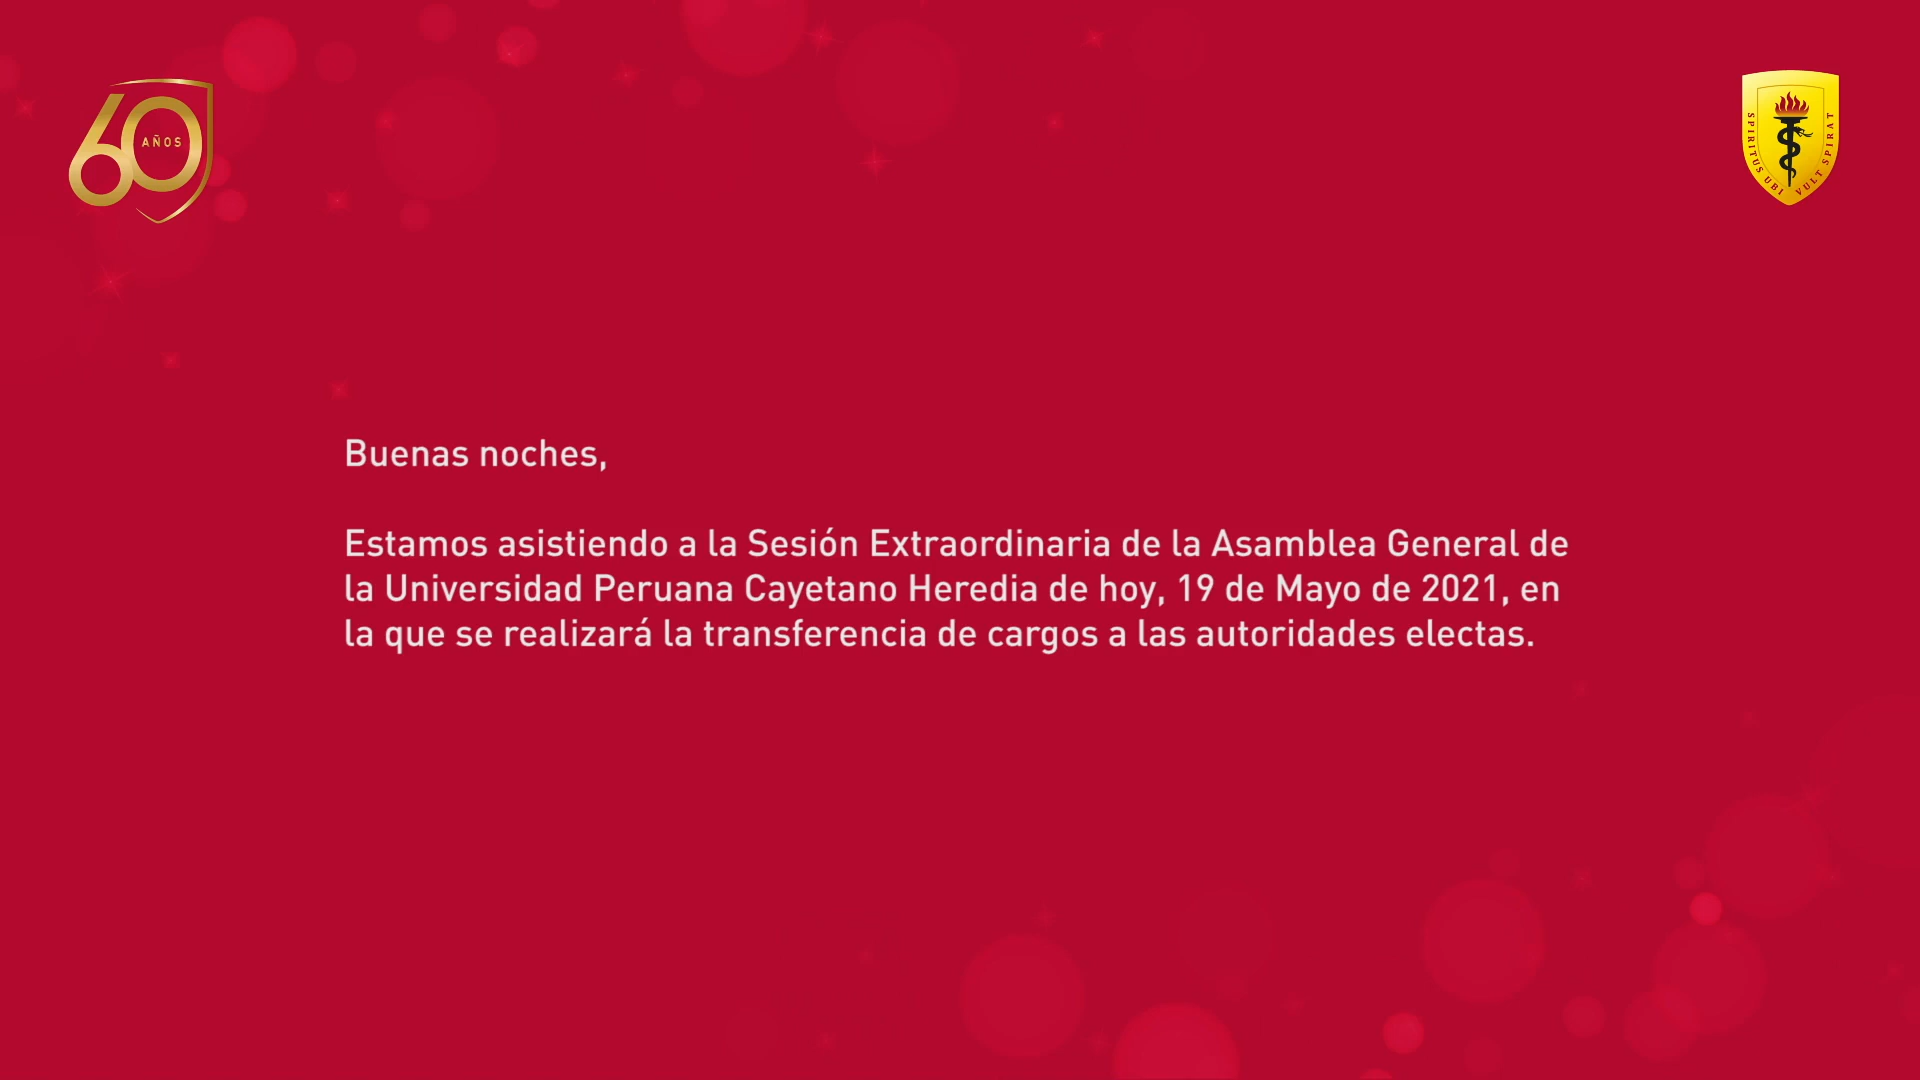 60
AÑOS
SPIRITUS UBI VULT SPIRAT
Buenas noches,
Estamos asistiendo a la Sesión Extraordinaria de la Asamblea General de
la Universidad Peruana Cayetano Heredia de hoy, 19 de Mayo de 2021, en
la que se realizará la transferencia de cargos a las autoridades electas.